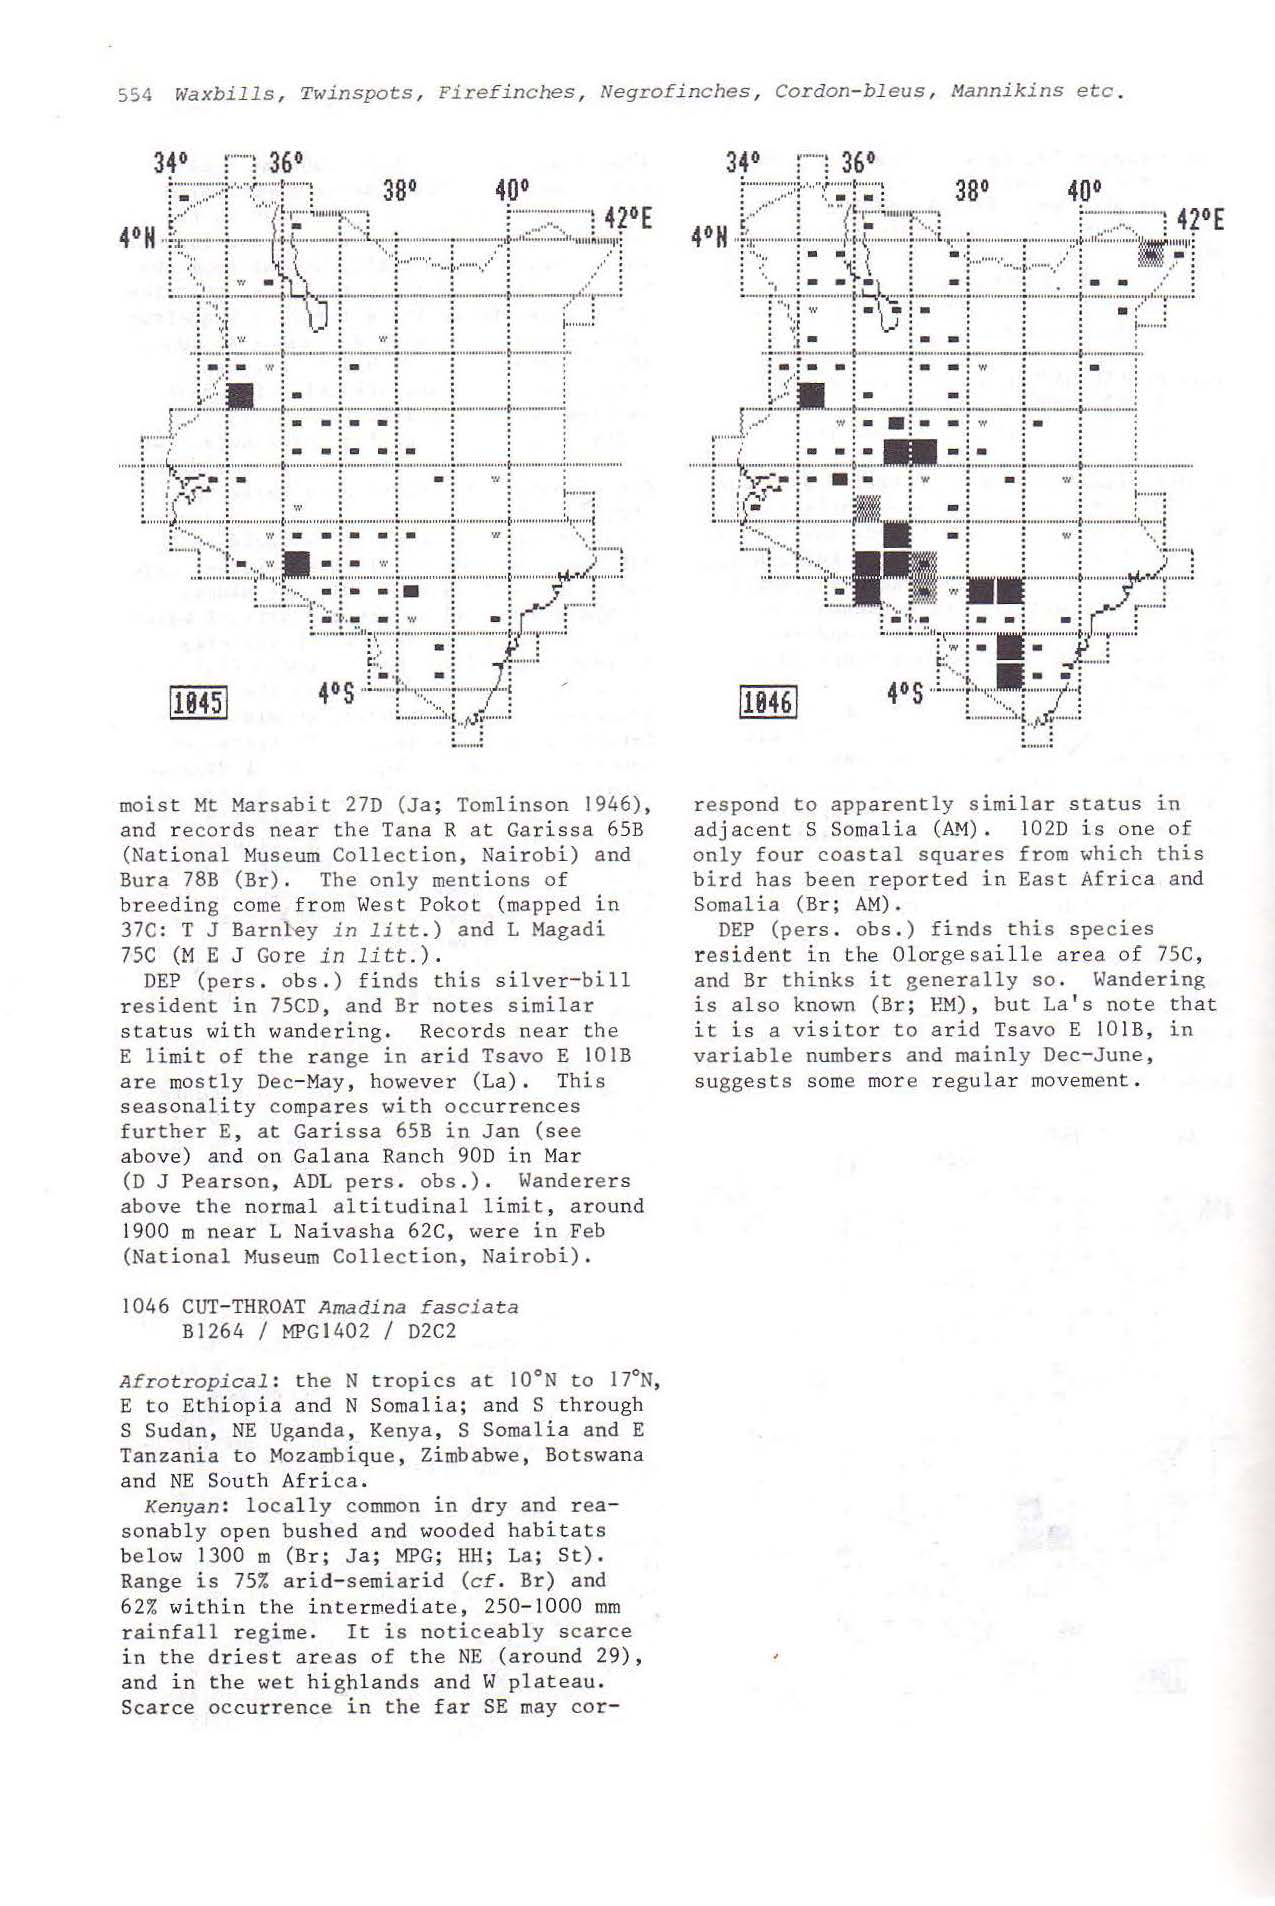 554 Waxbills, Twinspots, Firefinches, Negrofinches, Cordon-bleus, Mannikins etc.
34° 36°
38° 40°
42°E
4°N
4°S
1045
34° 36°
38° 40°
42°E
4°N
4°S
1046
moist Mt Marsabit 27D (Ja; Tomlinson 1946),
and records near the Tana R at Garissa 65B
(National Museum Collection, Nairobi) and
Bura 78B (Br). The only mentions of
breeding come from West Pokot (mapped in
37C: T J Barnley in litt.) and L Magadi
75C (M E J Gore in litt.).
DEP (pers. obs.) finds this silver-bill
resident in 75CD, and Br notes similar
status with wandering. Records near the
E limit of the range in arid Tsavo E 101B
are mostly Dec-May, however (La). This
seasonality compares with occurrences
further E, at Garissa 65B in Jan (see
above) and on Galana Ranch 90D in Mar
(D J Pearson, ADL pers. obs.). Wanderers
above the normal altitudinal limit, around
1900 m near L Naivasha 62C, were in Feb
(National Museum Collection, Nairobi).
1046 CUT-THROAT Amadina fasciata
B1264 / MPG1402 / D2C2
Afrotropical: the N tropics at 10°N to 17°N,
E to Ethiopia and N Somalia; and S through
S Sudan, NE Uganda, Kenya, S Somalia and E
Tanzania to Mozambique, Zimbabwe, Botswana
and NE South Africa.
Kenyan: locally common in dry and rea-
sonably open bushed and wooded habitats
below 1300 m (Br; Ja; MPG; HH; La; St).
Range is 75% arid-semiarid (cf. Br) and
62% within the intermediate, 250-1000 mm
rainfall regime. It is noticeably scarce
in the driest areas of the NE (around 29),
and in the wet highlands and W plateau.
Scarce occurrence in the far SE may cor-
respond to apparently similar status in
adjacent S Somalia (AM). 102D is one of
only four coastal squares from which this
bird has been reported in East Africa and
Somalia (Br; AM).
DEP (pers. obs.) finds this species
resident in the Olorgesaille area of 75C,
and Br thinks it generally so. Wandering
is also known (Br; HM), but La's note that
it is a visitor to arid Tsavo E 101B, in
variable numbers and mainly Dec-June,
suggests some more regular movement.